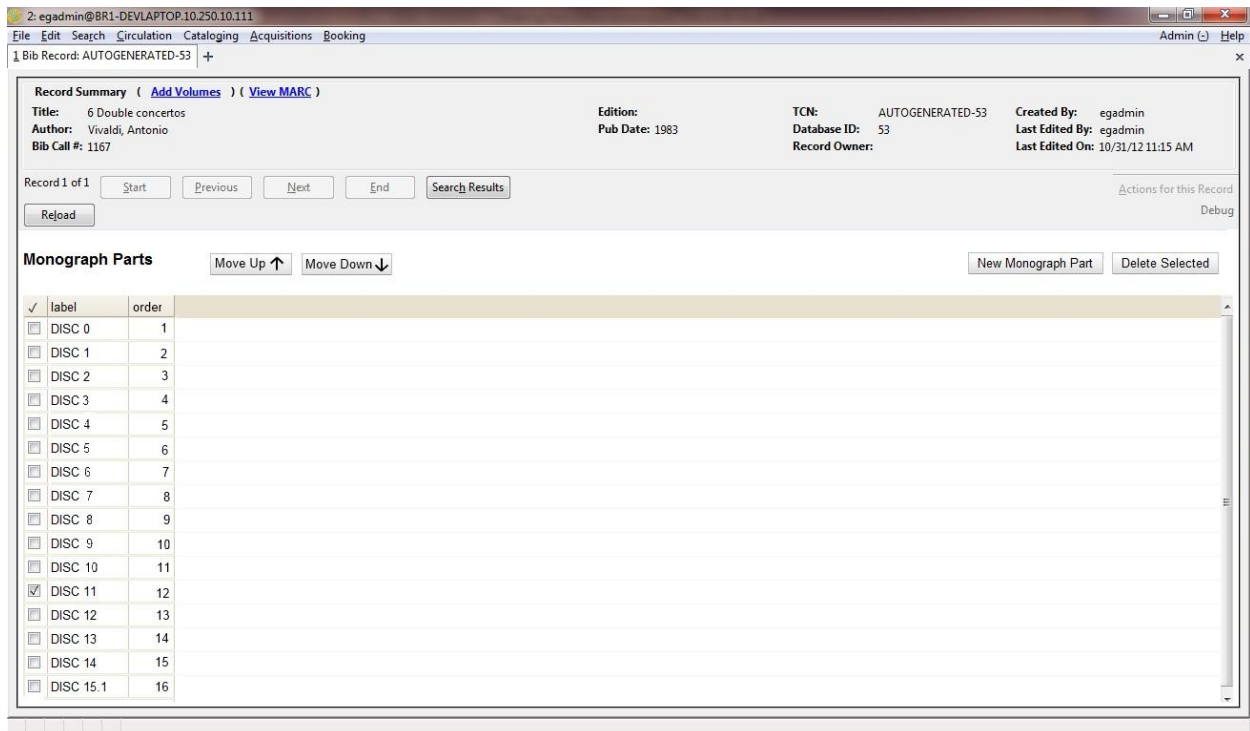 2: egadmin@BR1-DEVLAPTOP.10.250.10.111
File Edit Search Circulation Cataloging Acquisitions Booking Admin (-) Help
1 Bib Record: AUTOGENERATED-53 +
Record Summary ( Add Volumes ) ( View MARC )
Title: 6 Double concertos Edition: TCN: AUTOGENERATED-53 Created By: egadmin
Author: Vivaldi, Antonio Pub Date: 1983 Database ID: 53 Last Edited By: egadmin
Bib Call #: 1167 Record Owner: Last Edited On: 10/31/12 11:15 AM
Record 1 of 1 Start Previous Next End Search Results Actions for this Record
Reload Debug
Monograph Parts Move Up ↑ Move Down ↓ New Monograph Part Delete Selected
✓ label order
DISC 0 1
DISC 1 2
DISC 2 3
DISC 3 4
DISC 4 5
DISC 5 6
DISC 6 7
DISC 7 8
DISC 8 9
DISC 9 10
DISC 10 11
DISC 11 12
DISC 12 13
DISC 13 14
DISC 14 15
DISC 15.1 16